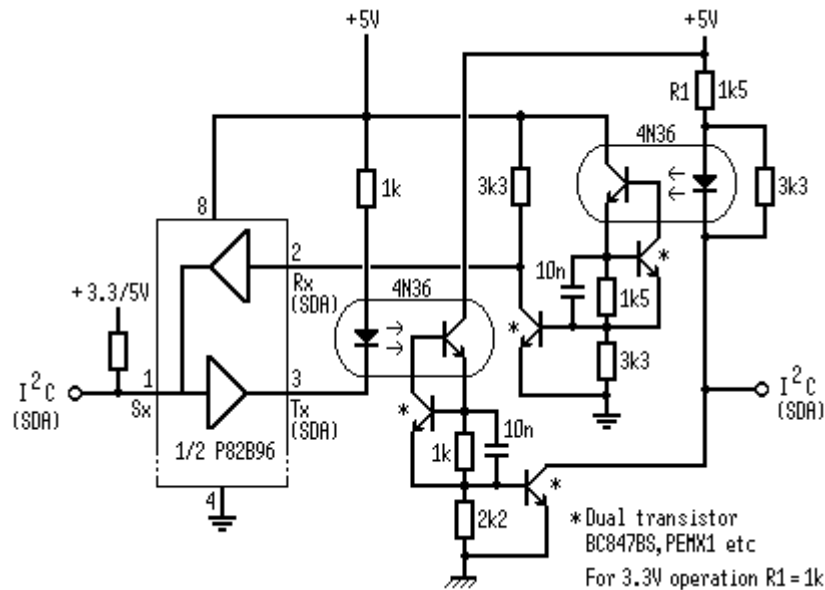 +5V
+5V
R1
1k5
4N36
8
1k
3k3
3k3
2
Rx
(SDA)
*
10n
1k5
+3.3/5V
4N36
*
3k3
I²C
(SDA)
1
Sx
3
Tx
(SDA)
I²C
(SDA)
*
10n
1k
1/2 P82B96
*
4
2k2
*Dual transistor
BC847BS, PEMX1 etc
For 3.3V operation R1 = 1k